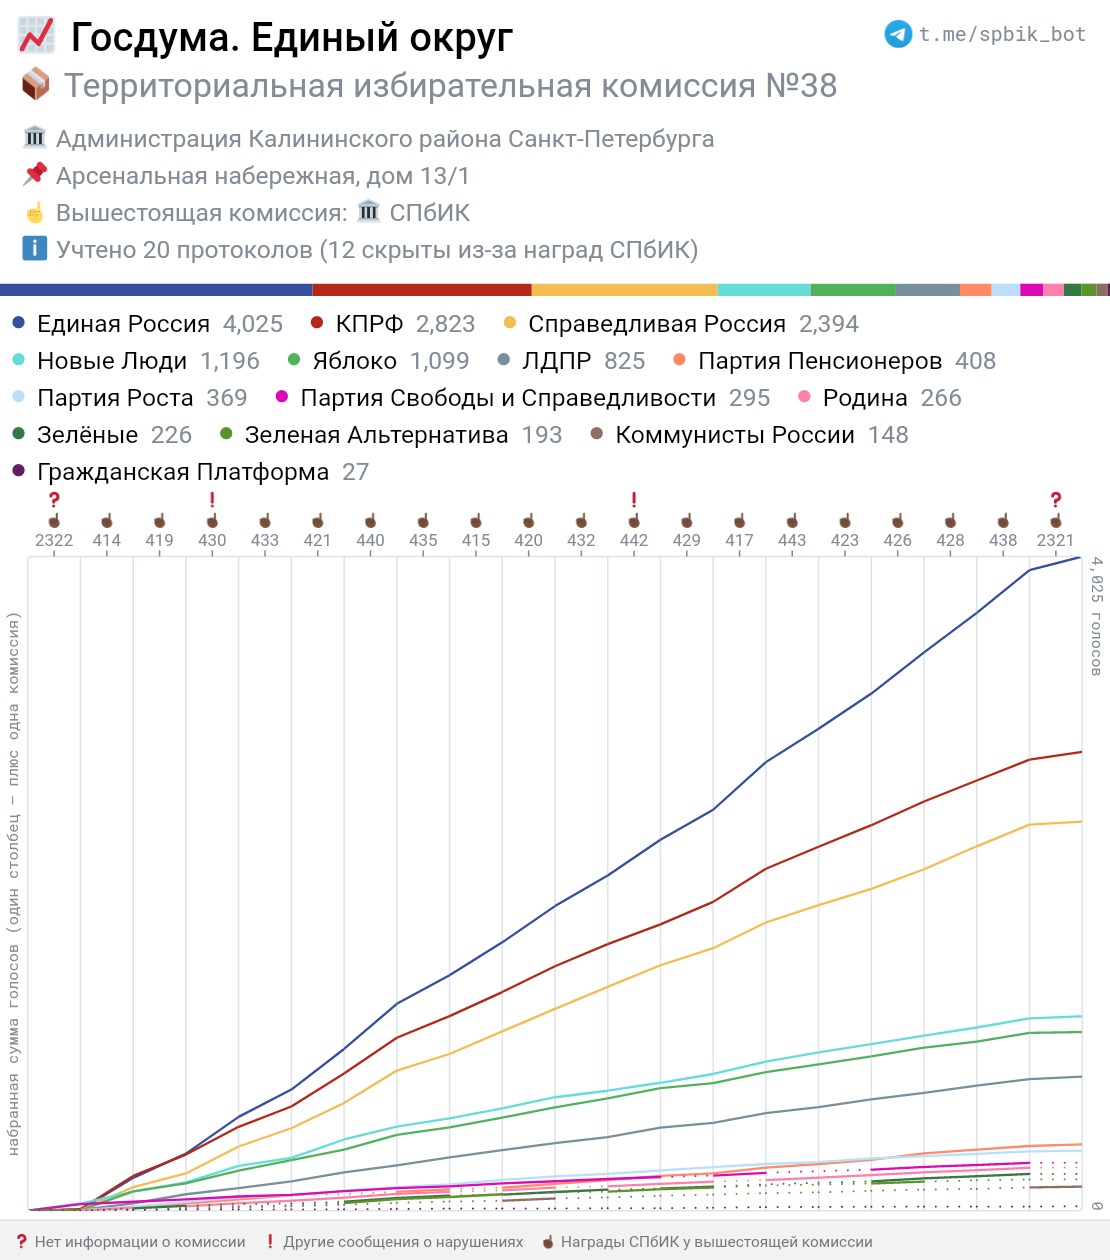 Госдума. Единый округ
t.me/spbik_bot
Территориальная избирательная комиссия №38
Администрация Калининского района Санкт-Петербурга
Арсенальная набережная, дом 13/1
Вышестоящая комиссия: СПбИК
Учтено 20 протоколов (12 скрыты из-за наград СПбИК)
Единая Россия 4,025 КПРФ 2,823 Справедливая Россия 2,394
Новые Люди 1,196 Яблоко 1,099 ЛДПР 825 Партия Пенсионеров 408
Партия Роста 369 Партия Свободы и Справедливости 295 Родина 266
Зелёные 226 Зеленая Альтернатива 193 Коммунисты России 148
Гражданская Платформа 27
2322 414 419 430 433 421 440 435 415 420 432 442 429 417 443 423 426 428 438 2321
4,025 голосов
набранная сумма голосов (один столбец – плюс одна комиссия)
0
Нет информации о комиссии Другие сообщения о нарушениях Награды СПбИК у вышестоящей комиссии